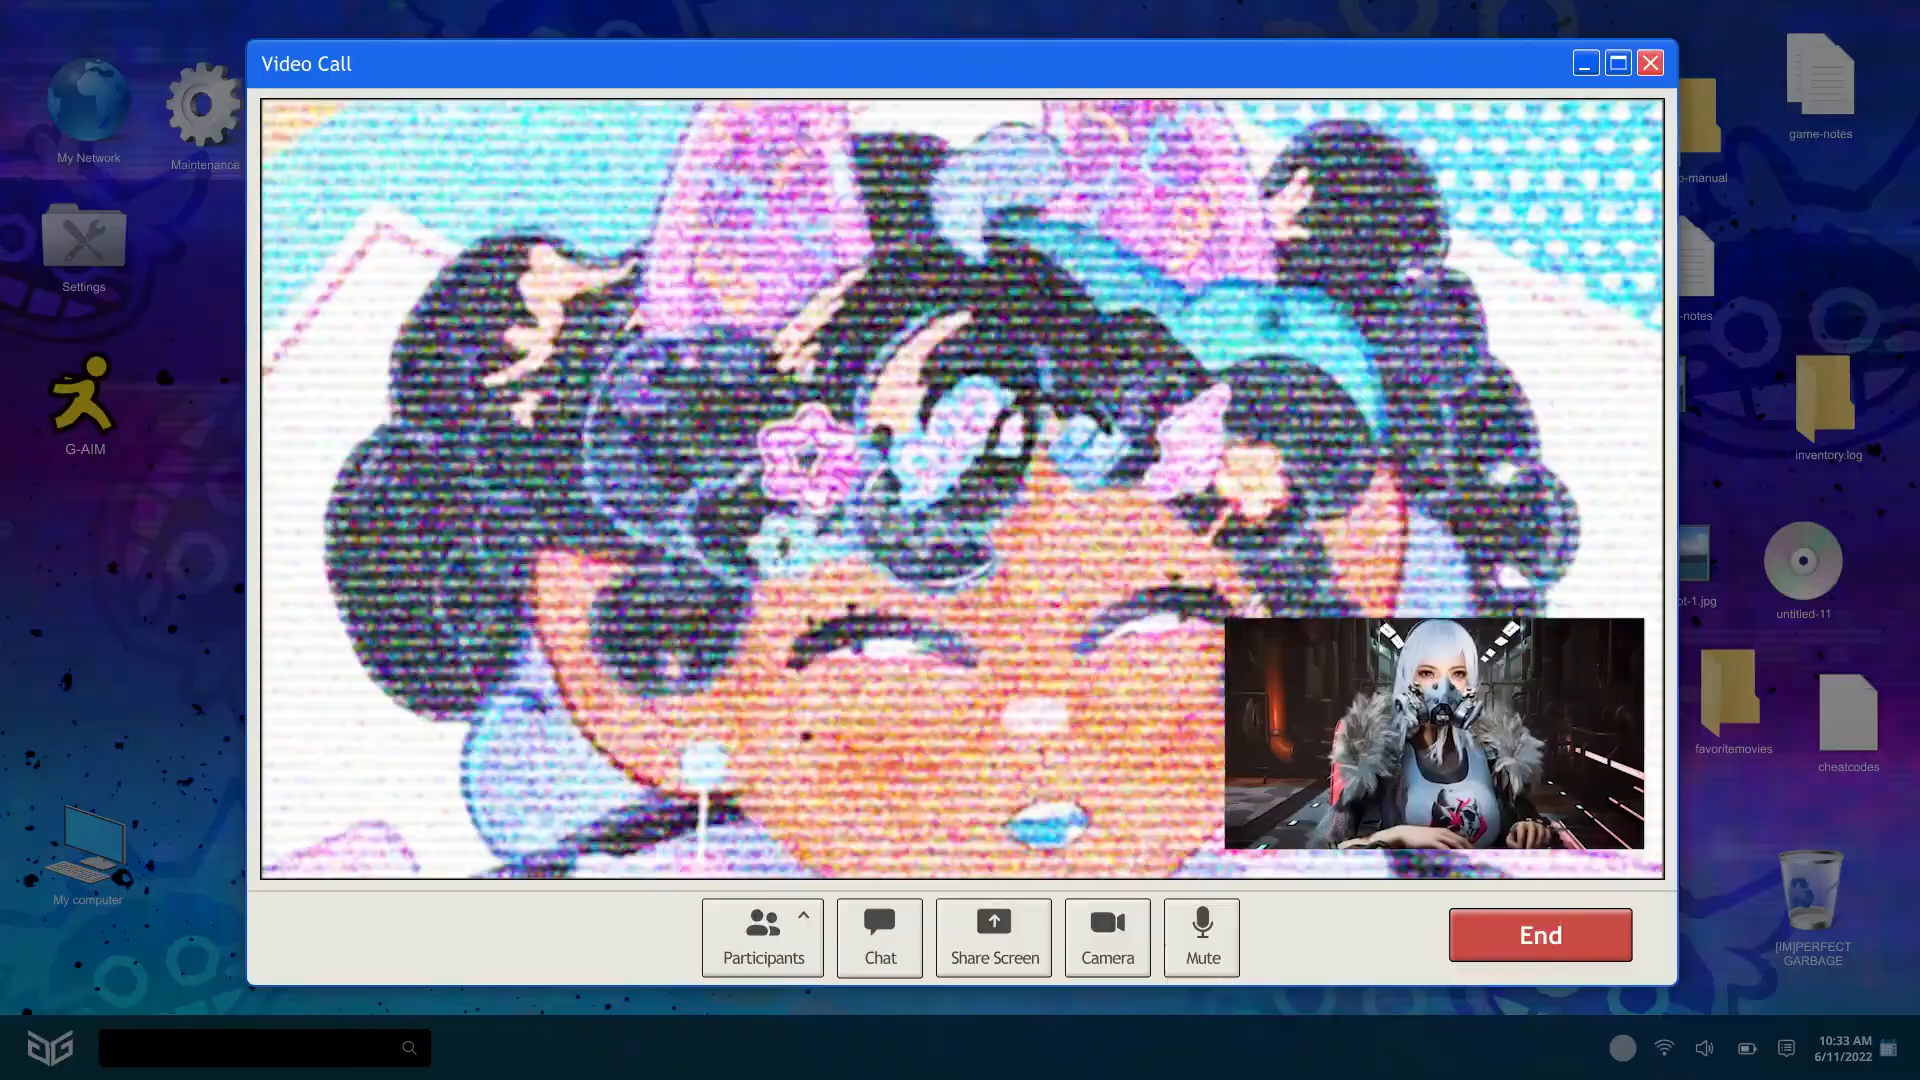 Video Call
My Network
Maintenance
Settings
G-AIM
My computer
game-notes
o-manual
-notes
inventory.log
ot-1.jpg
untitled-11
favoritemovies
cheatcodes
[IM]PERFECT
GARBAGE
Participants
Chat
Share Screen
Camera
Mute
End
10:33 AM
6/11/2022